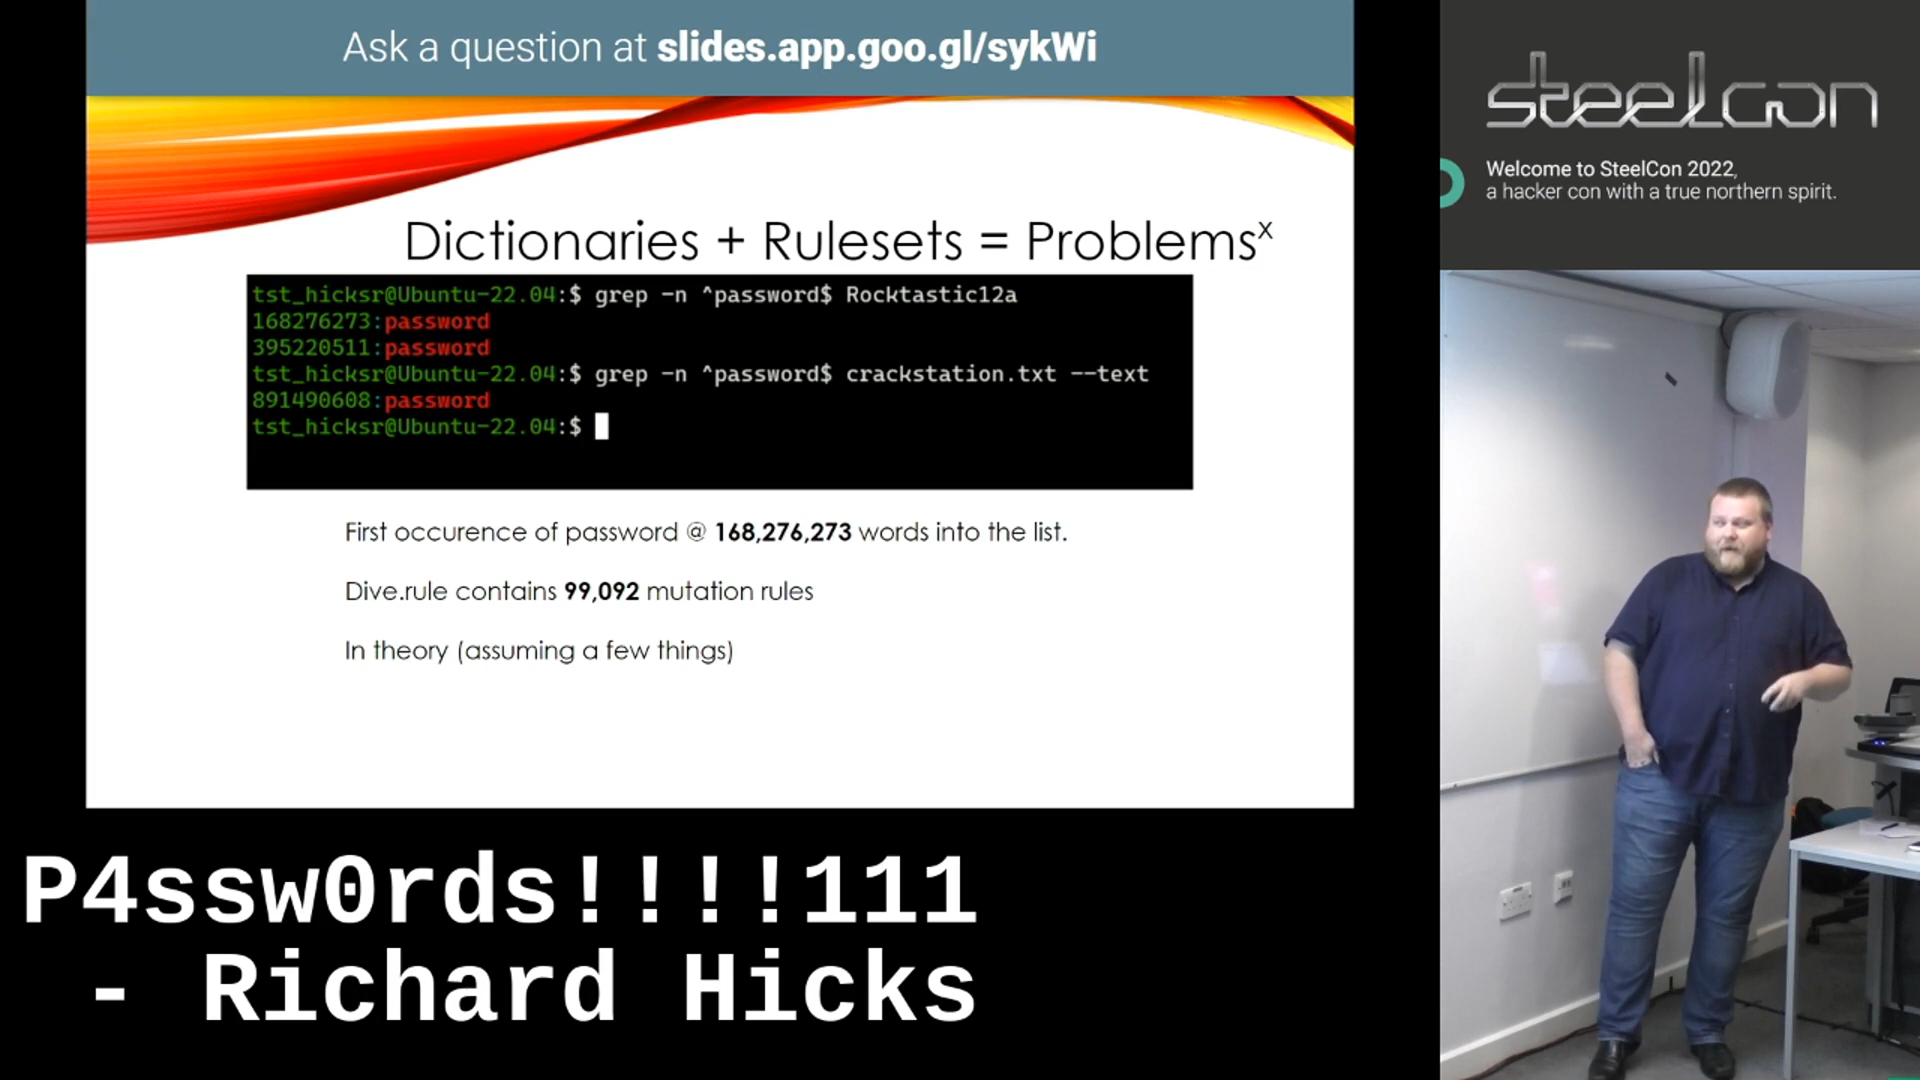 Ask a question at slides.app.goo.gl/sykWi
Dictionaries + Rulesets = Problemsˣ
tst_hicksr@Ubuntu-22.04:$ grep -n ^password$ Rocktastic12a
168276273:password
395220511:password
tst_hicksr@Ubuntu-22.04:$ grep -n ^password$ crackstation.txt --text
891490608:password
tst_hicksr@Ubuntu-22.04:$
First occurence of password @ 168,276,273 words into the list.
Dive.rule contains 99,092 mutation rules
In theory (assuming a few things)
P4ssw0rds!!!!111
- Richard Hicks
steelcon
Welcome to SteelCon 2022,
a hacker con with a true northern spirit.